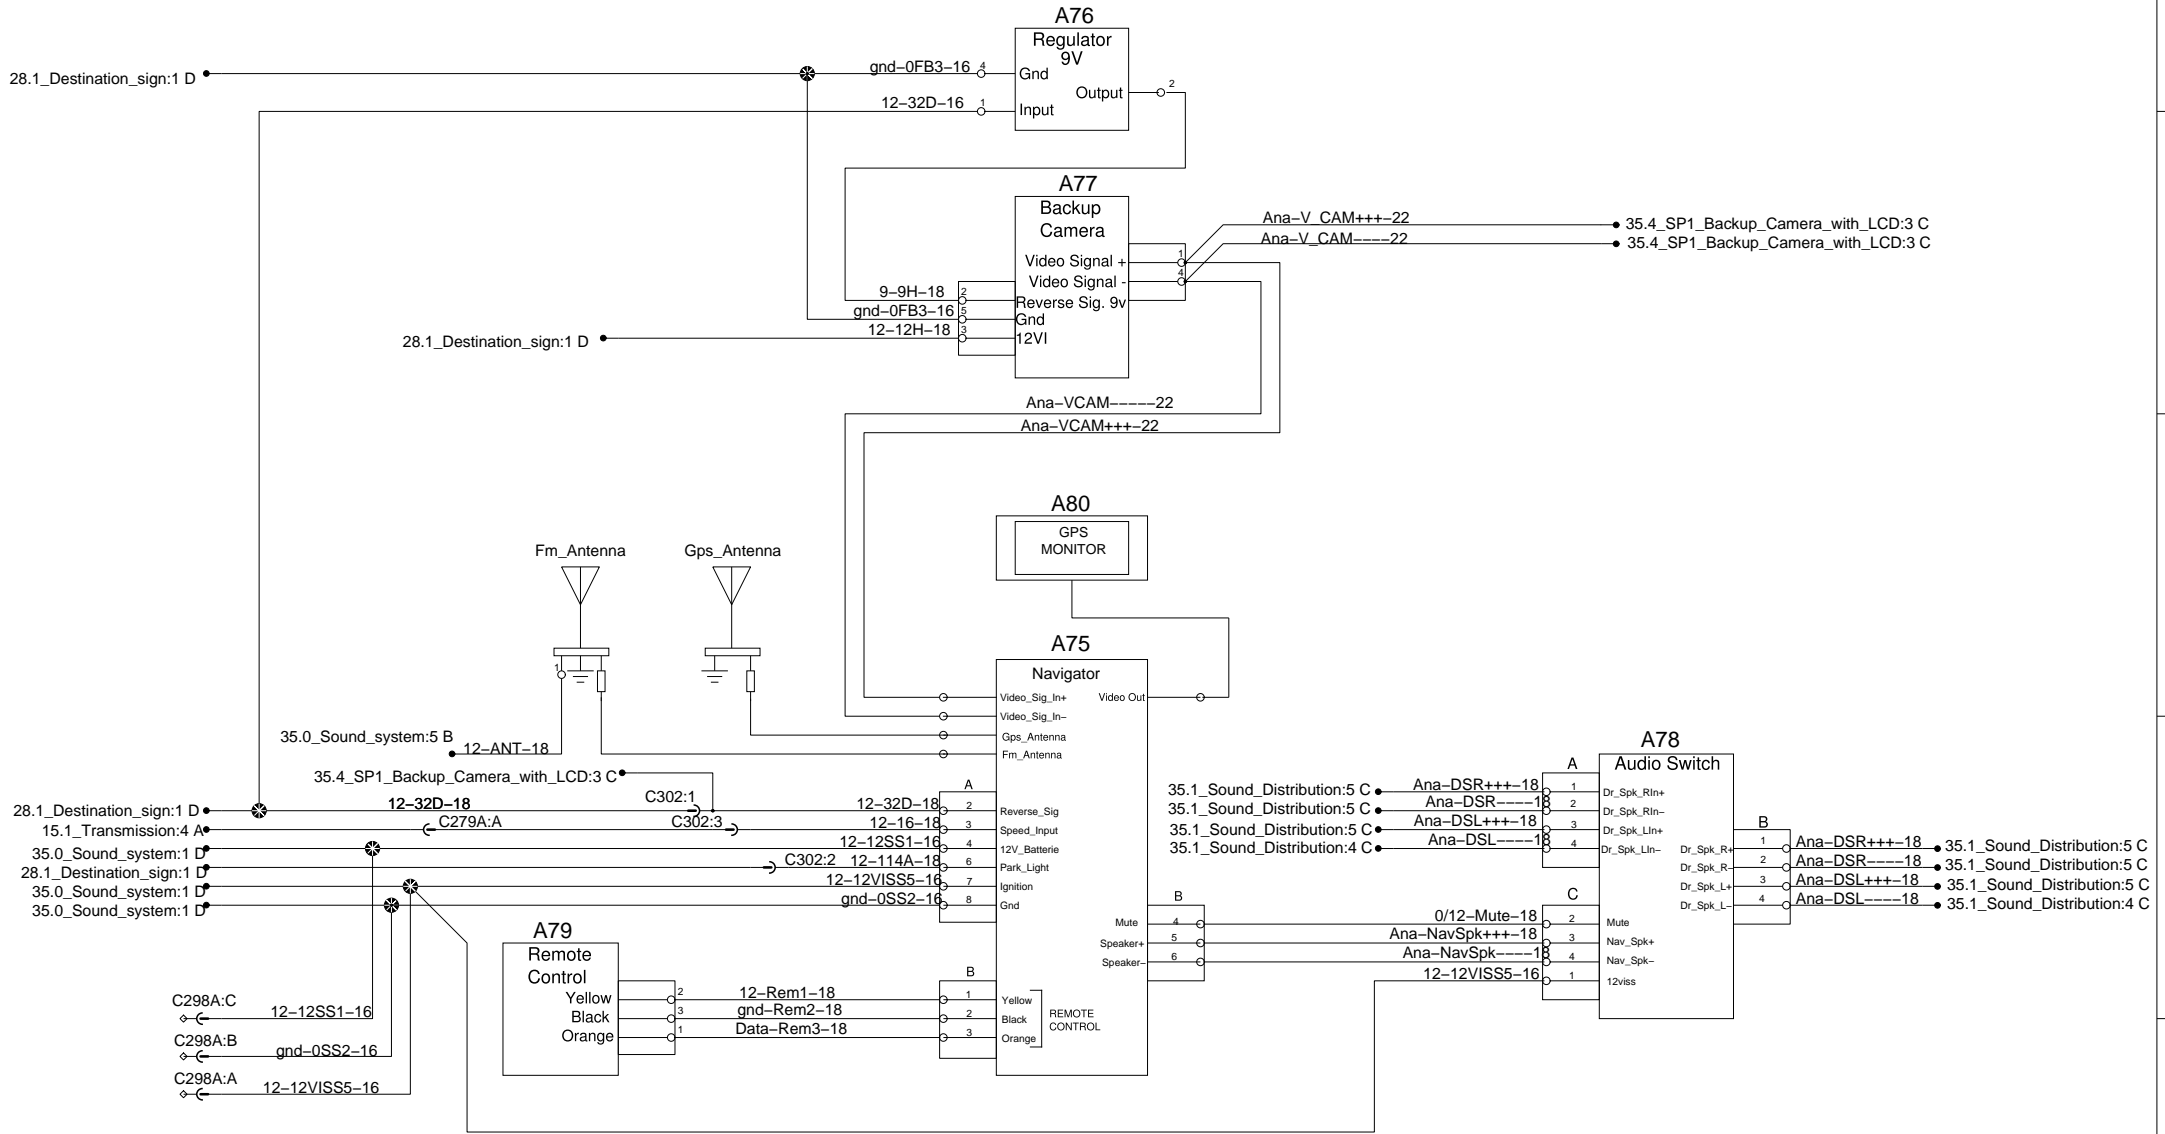 A76
Regulator
9V
28.1_Destination_sign:1 D
gnd-0FB3-16 4
Gnd
Output
2
12-32D-16 1
Input
A77
Backup
Camera
Ana-V_CAM+++-22
35.4_SP1_Backup_Camera_with_LCD:3 C
Ana-V_CAM----22
35.4_SP1_Backup_Camera_with_LCD:3 C
Video Signal +
1
Video Signal -
4
9-9H-18 2
Reverse Sig. 9v
gnd-0FB3-16 5
Gnd
12-12H-18 3
12VI
28.1_Destination_sign:1 D
Ana-VCAM-----22
Ana-VCAM+++-22
A80
GPS
MONITOR
Fm_Antenna
Gps_Antenna
1
A75
Navigator
Video_Sig_In+
Video Out
Video_Sig_In-
Gps_Antenna
Fm_Antenna
35.0_Sound_system:5 B
12-ANT-18
35.4_SP1_Backup_Camera_with_LCD:3 C
A
28.1_Destination_sign:1 D
12-32D-18
C302:1
12-32D-18
2
Reverse_Sig
15.1_Transmission:4 A
C279A:A
C302:3
12-16-18
3
Speed_Input
35.0_Sound_system:1 D
12-12SS1-16
4
12V_Batterie
28.1_Destination_sign:1 D
C302:2
12-114A-18
6
Park_Light
35.0_Sound_system:1 D
12-12VISS5-16
7
Ignition
35.0_Sound_system:1 D
gnd-0SS2-16
8
Gnd
A78
Audio Switch
A
35.1_Sound_Distribution:5 C
Ana-DSR+++-18
1
Dr_Spk_RIn+
35.1_Sound_Distribution:5 C
Ana-DSR----18
2
Dr_Spk_RIn-
35.1_Sound_Distribution:5 C
Ana-DSL+++-18
3
Dr_Spk_LIn+
35.1_Sound_Distribution:4 C
Ana-DSL----18
4
Dr_Spk_LIn-
B
Dr_Spk_R+
1
Ana-DSR+++-18
35.1_Sound_Distribution:5 C
Dr_Spk_R-
2
Ana-DSR----18
35.1_Sound_Distribution:5 C
Dr_Spk_L+
3
Ana-DSL+++-18
35.1_Sound_Distribution:5 C
Dr_Spk_L-
4
Ana-DSL----18
35.1_Sound_Distribution:4 C
B
C
Mute
4
0/12-Mute-18
2
Mute
Speaker+
5
Ana-NavSpk+++-18
3
Nav_Spk+
Speaker-
6
Ana-NavSpk----18
4
Nav_Spk-
12-12VISS5-16
1
12viss
A79
Remote
Control
B
Yellow
2
12-Rem1-18
1
Yellow
Black
3
gnd-Rem2-18
2
Black
Orange
1
Data-Rem3-18
3
Orange
REMOTE
CONTROL
C298A:C
12-12SS1-16
C298A:B
gnd-0SS2-16
C298A:A
12-12VISS5-16